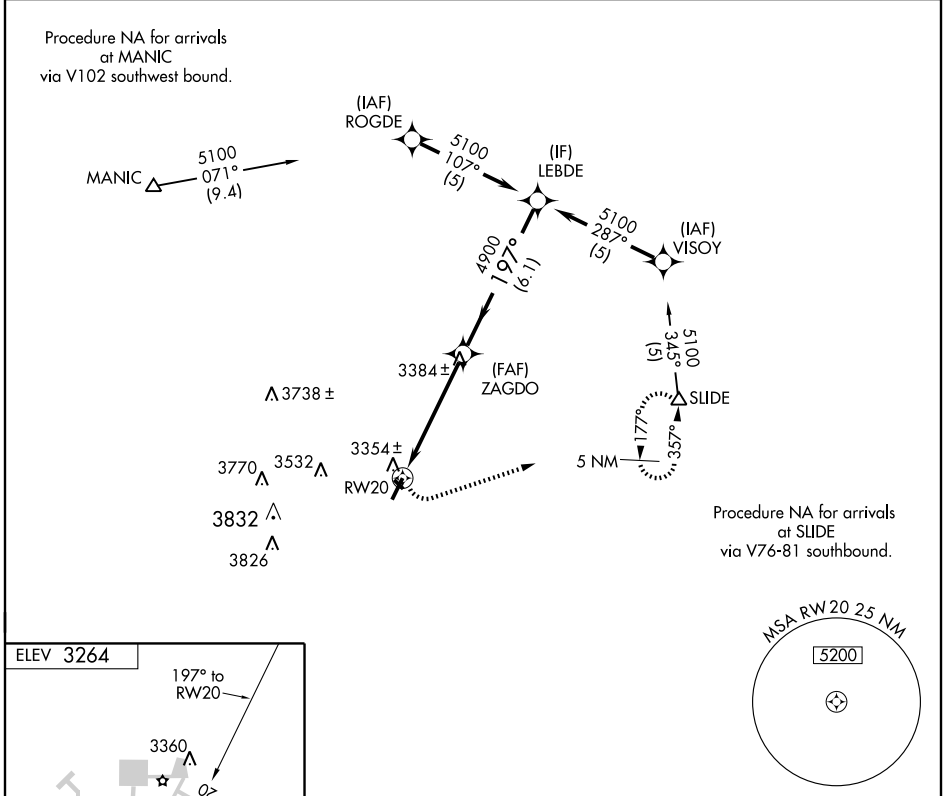 Procedure NA for arrivals
at MANIC
via V102 southwest bound.
(IAF)
ROGDE
5100
107°
(5)
(IF)
LEBDE
MANIC
5100
071°
(9.4)
5100
287°
(5)
(IAF)
VISOY
4900
197°
(6.1)
5100
345°
(5)
3384 ±
(FAF)
ZAGDO
3738 ±
SLIDE
177°
357°
5 NM
3354 ±
3770
3532
RW20
3832
3826
Procedure NA for arrivals
at SLIDE
via V76-81 southbound.
MSA RW 20 25 NM
5200
ELEV 3264
197° to
RW20
3360